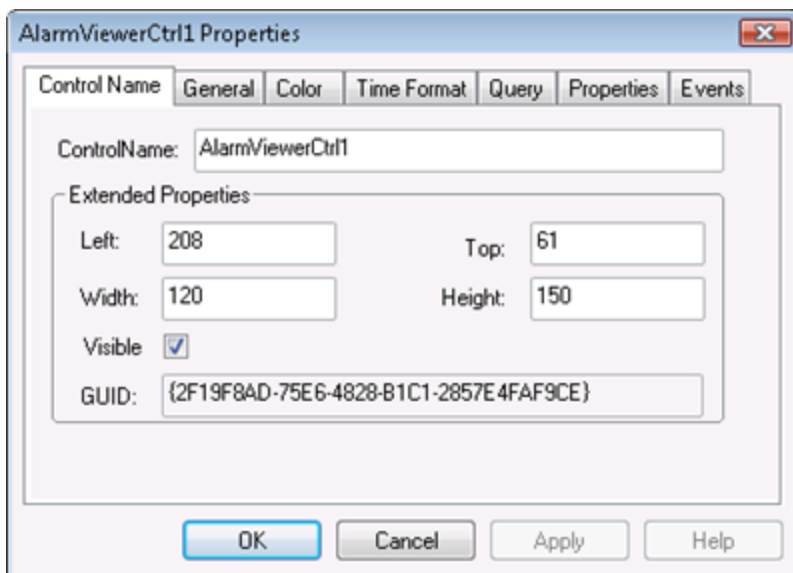 AlarmViewerCtrl1 Properties
Control Name General Color Time Format Query Properties Events
ControlName: AlarmViewerCtrl1
Extended Properties
Left: 208 Top: 61
Width: 120 Height: 150
Visible
GUID: {2F19F8AD-75E6-4828-B1C1-2857E4FAF9CE}
OK Cancel Apply Help